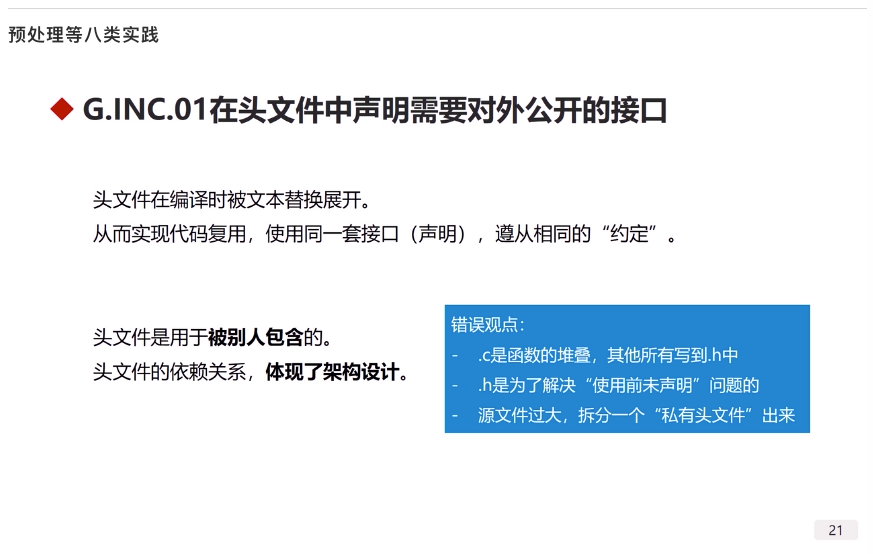 预处理等八类实践
◆ G.INC.01在头文件中声明需要对外公开的接口
头文件在编译时被文本替换展开。
从而实现代码复用，使用同一套接口（声明），遵从相同的“约定”。
头文件是用于被别人包含的。
头文件的依赖关系，体现了架构设计。
错误观点：
- .c是函数的堆叠，其他所有写到.h中
- .h是为了解决“使用前未声明”问题的
- 源文件过大，拆分一个“私有头文件”出来
21